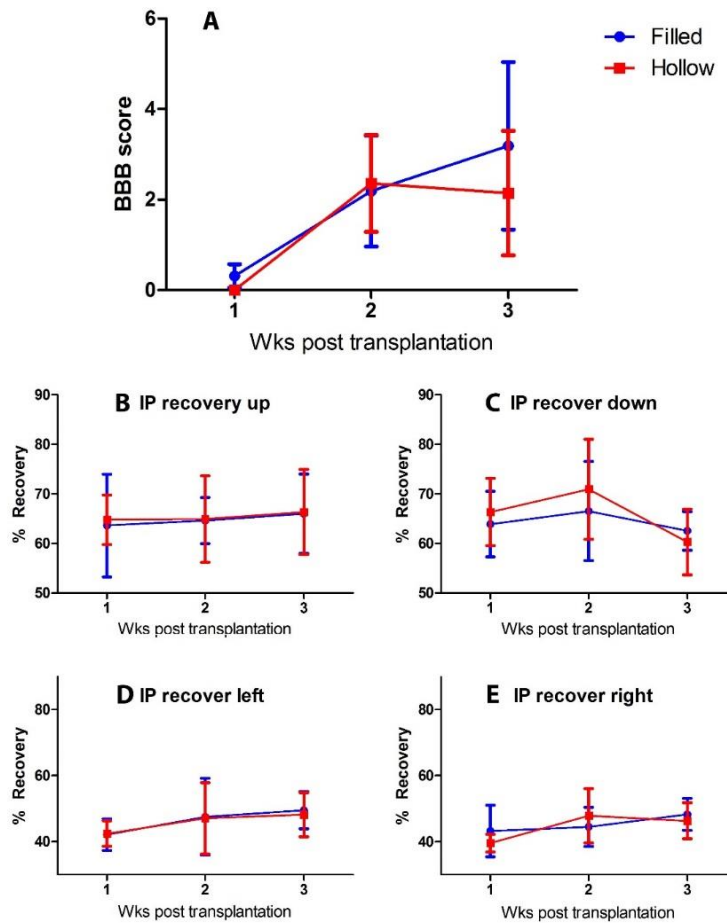 A
Filled
Hollow
BBB score
6
4
2
0
1 2 3
Wks post transplantation
B IP recovery up
% Recovery
90
80
70
60
50
1 2 3
Wks post transplantation
C IP recover down
% Recovery
90
80
70
60
50
1 2 3
Wks post transplantation
D IP recover left
% Recovery
80
60
40
1 2 3
Wks post transplantation
E IP recover right
% Recovery
80
60
40
1 2 3
Wks post transplantation